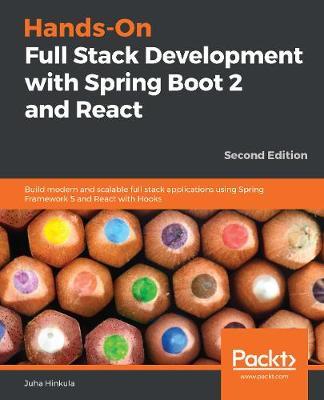 Hands-On
Full Stack Development
with Spring Boot 2
and React
Second Edition
Build modern and scalable full stack applications using Spring
Framework 5 and React with Hooks
Juha Hinkula
Packt>
www.packt.com